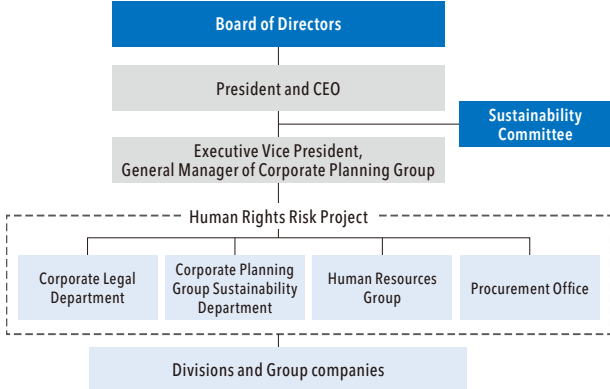 Board of Directors
President and CEO
Sustainability
Committee
Executive Vice President,
General Manager of Corporate Planning Group
Human Rights Risk Project
Corporate Legal
Department
Corporate Planning
Group Sustainability
Department
Human Resources
Group
Procurement Office
Divisions and Group companies